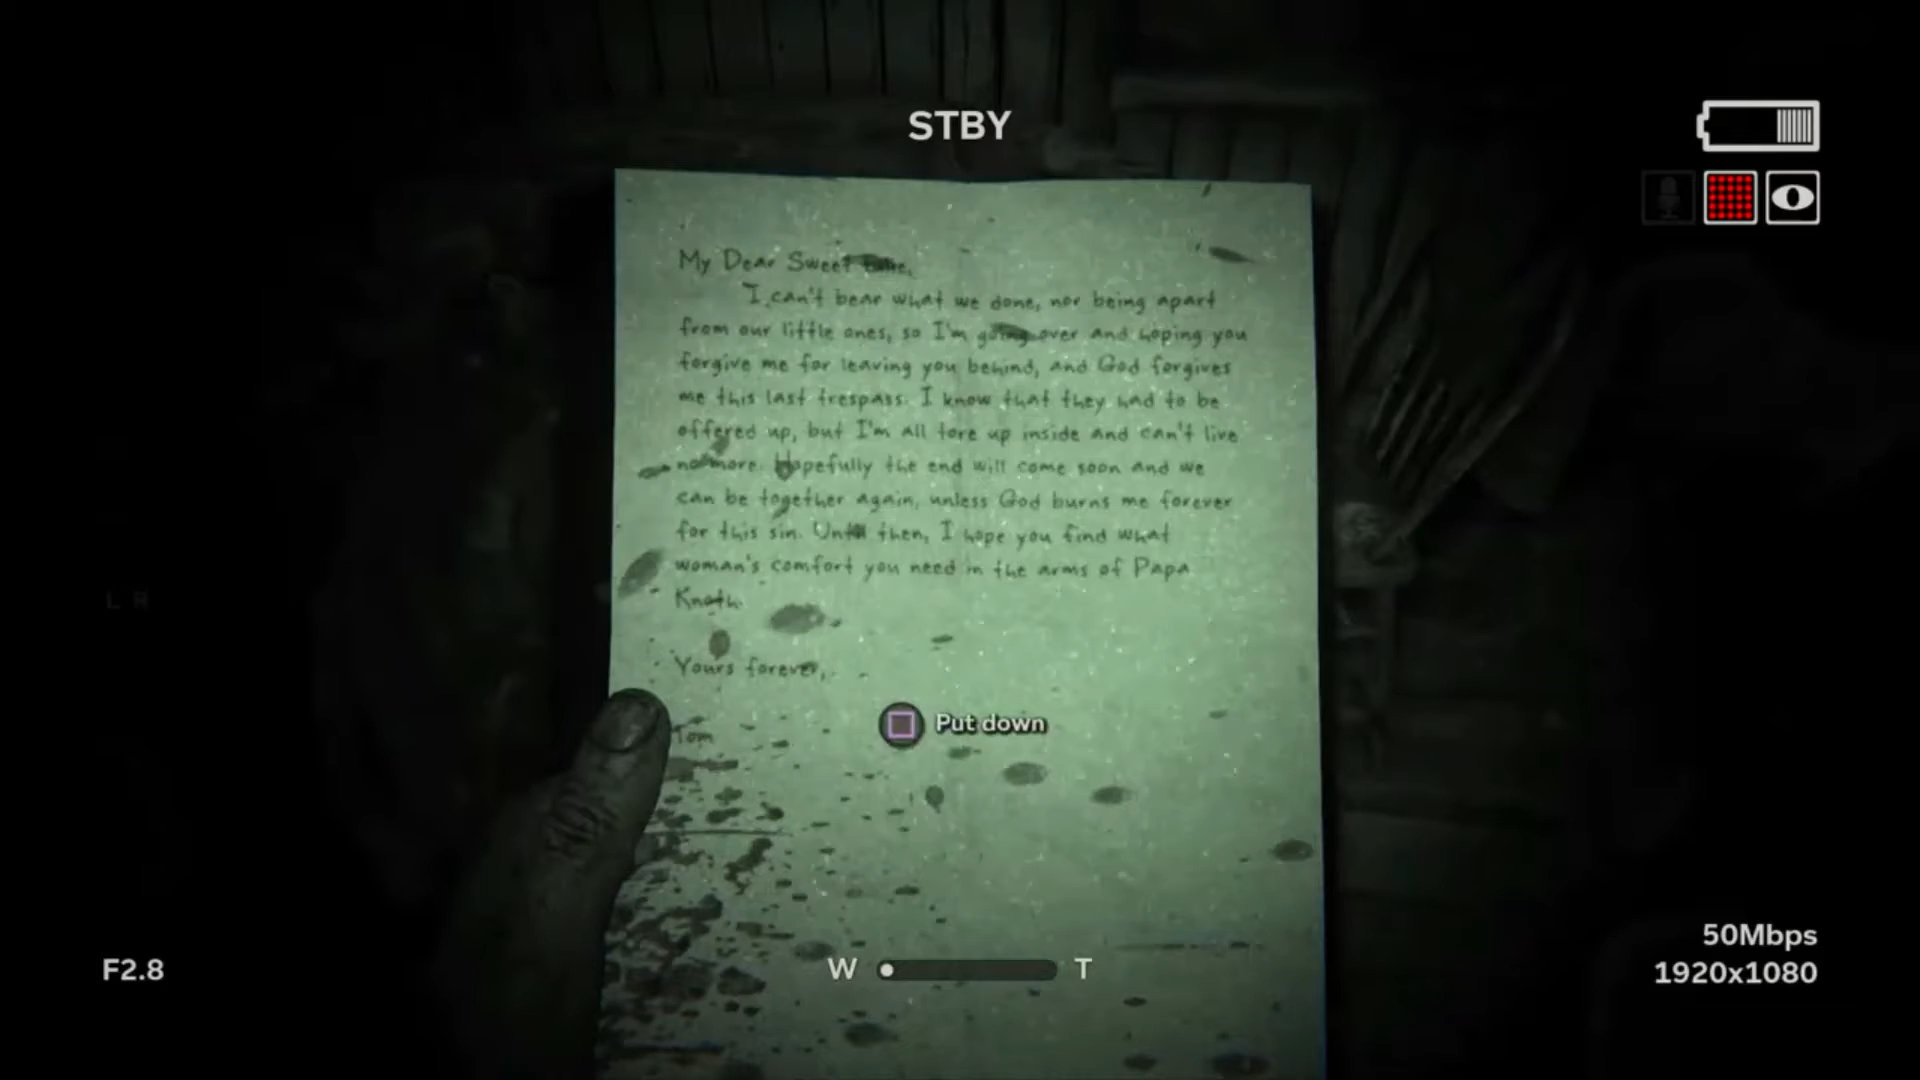 STBY
My Dear Sweet
I can't bear what we done, nor being apart
from our little ones, so I'm going over and hoping you
forgive me for leaving you behind, and God forgives
me this last trespass. I know that they had to be
offered up, but I'm all tore up inside and can't live
no more. Hopefully the end will come soon and we
can be together again, unless God burns me forever
for this sin. Until then, I hope you find what
woman's comfort you need in the arms of Papa
Knoth.
Yours forever,
Put down
Tom
L R
F2.8
W T
50Mbps
1920x1080